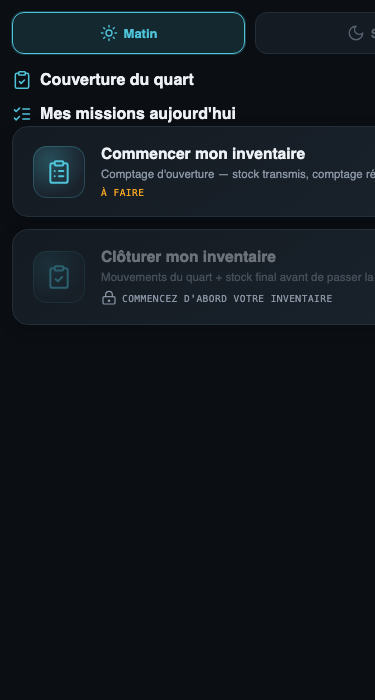 Matin
Couverture du quart
Mes missions aujourd'hui
Commencer mon inventaire
Comptage d'ouverture — stock transmis, comptage
À FAIRE
Clôturer mon inventaire
Mouvements du quart + stock final avant de passer la
COMMENCEZ D'ABORD VOTRE INVENTAIRE